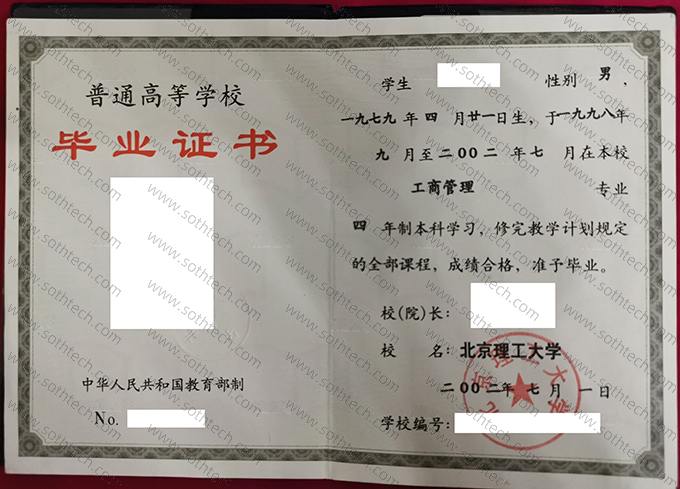 普通高等学校
毕业证书
中华人民共和国教育部制
No.
学生 性别 男,
一九七九 年 四 月 廿一日生，于一九九八年
九 月至二00二 年 七 月在本校
工商管理 专业
四 年制本科学习，修完教学计划规定
的全部课程，成绩合格，准予毕业。
校(院)长：
校 名：北京理工大学
二00二年 七 月 一日
学校编号:
www.sothtech.com